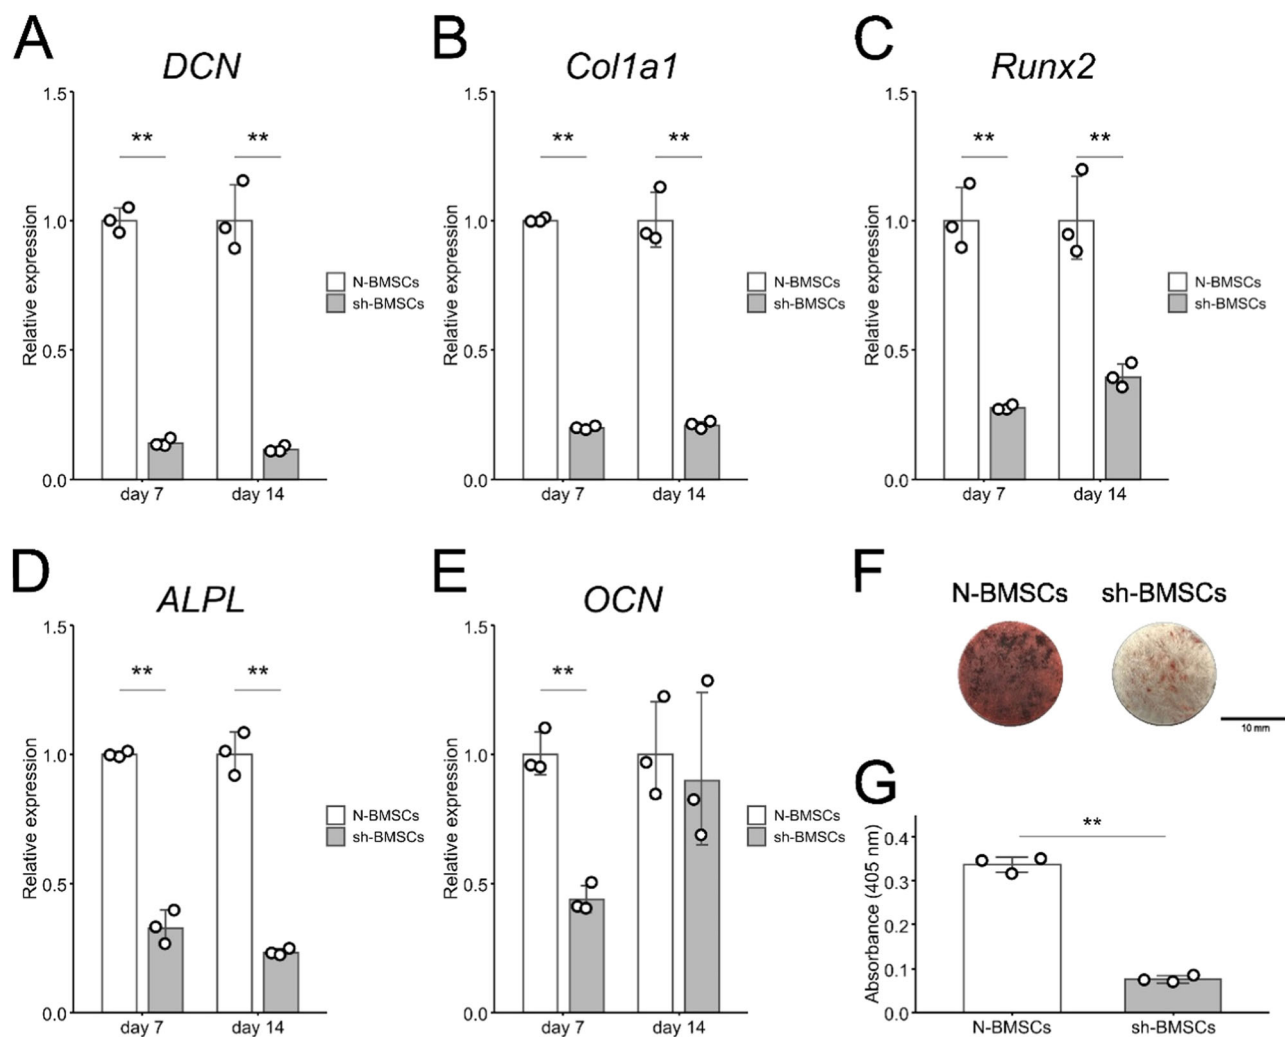 A
DCN
1.5
1.0
0.5
0.0
Relative expression
**
**
day 7
day 14
N-BMSCs
sh-BMSCs
B
Col1a1
1.5
1.0
0.5
0.0
Relative expression
**
**
day 7
day 14
N-BMSCs
sh-BMSCs
C
Runx2
1.5
1.0
0.5
0.0
Relative expression
**
**
day 7
day 14
N-BMSCs
sh-BMSCs
D
ALPL
1.5
1.0
0.5
0.0
Relative expression
**
**
day 7
day 14
N-BMSCs
sh-BMSCs
E
OCN
1.5
1.0
0.5
0.0
Relative expression
**
day 7
day 14
N-BMSCs
sh-BMSCs
F
N-BMSCs
sh-BMSCs
10 mm
G
0.4
0.3
0.2
0.1
0.0
Absorbance (405 nm)
**
N-BMSCs
sh-BMSCs